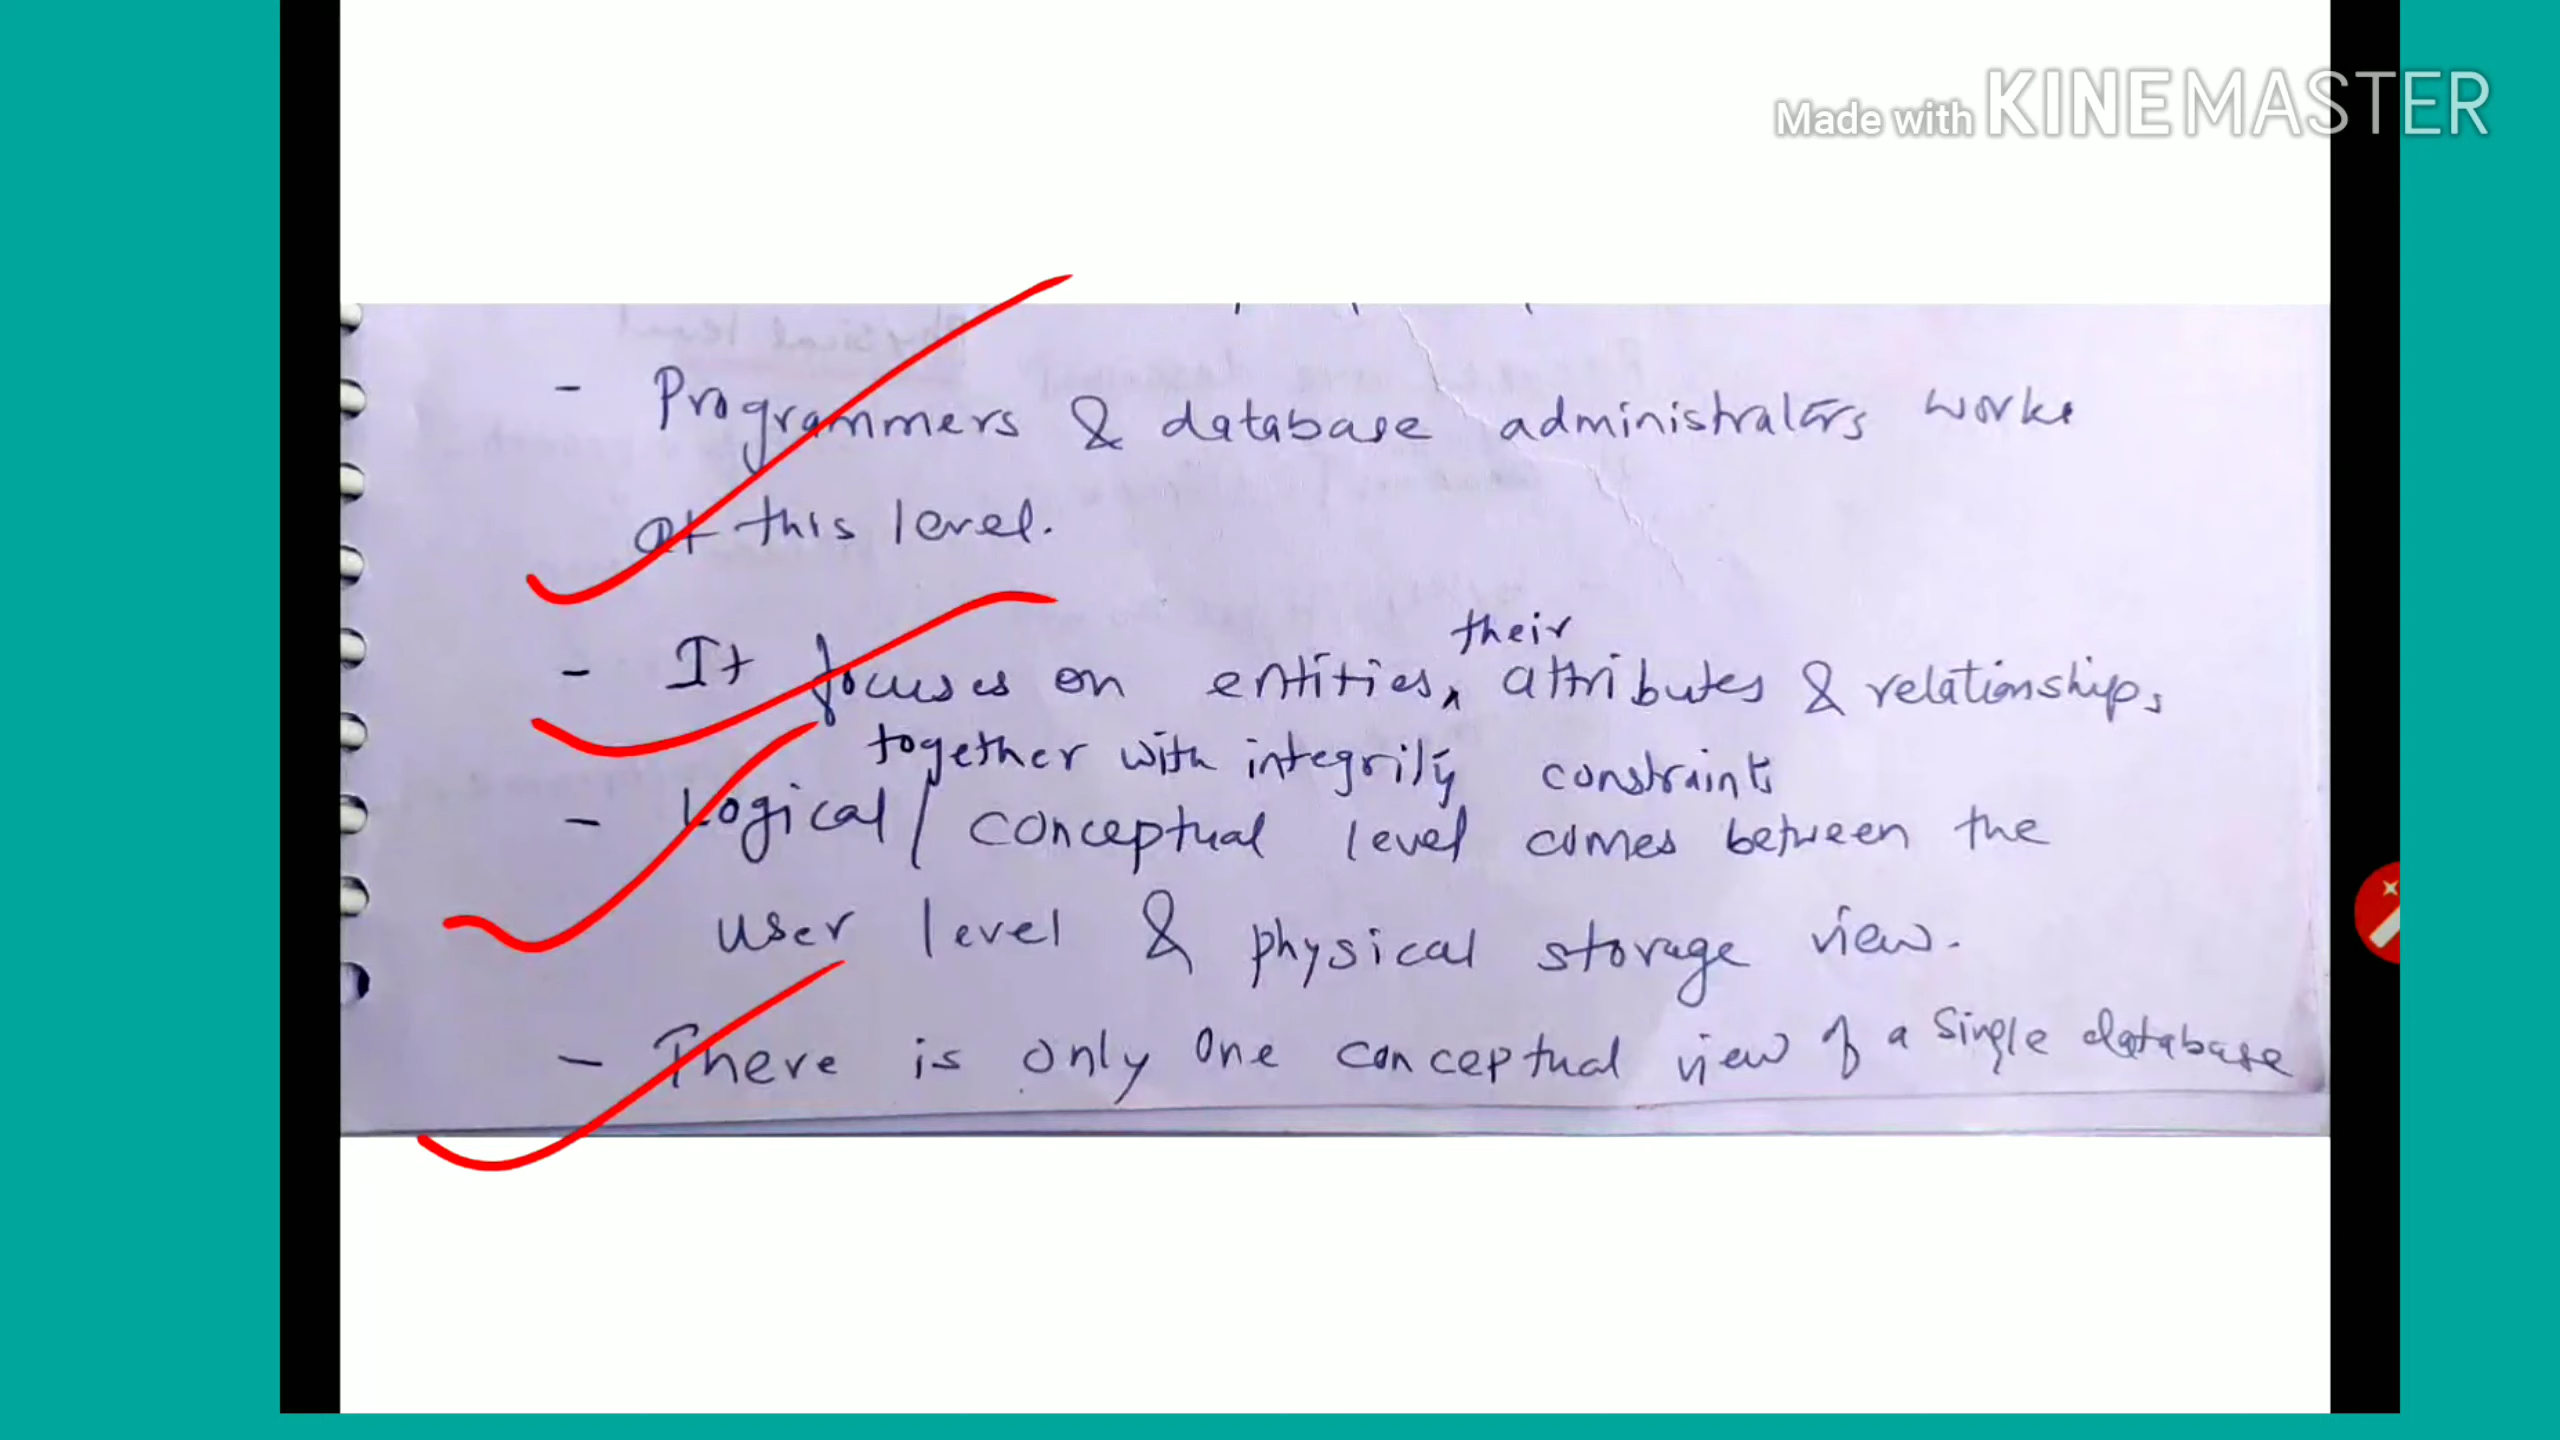 Made with KINEMASTER
- Programmers & database administrators works
at this level.
- It focuses on entities, their attributes & relationships
together with integrity constraints
- Logical / conceptual level comes between the
user level & physical storage view.
- There is only one conceptual view of a single database